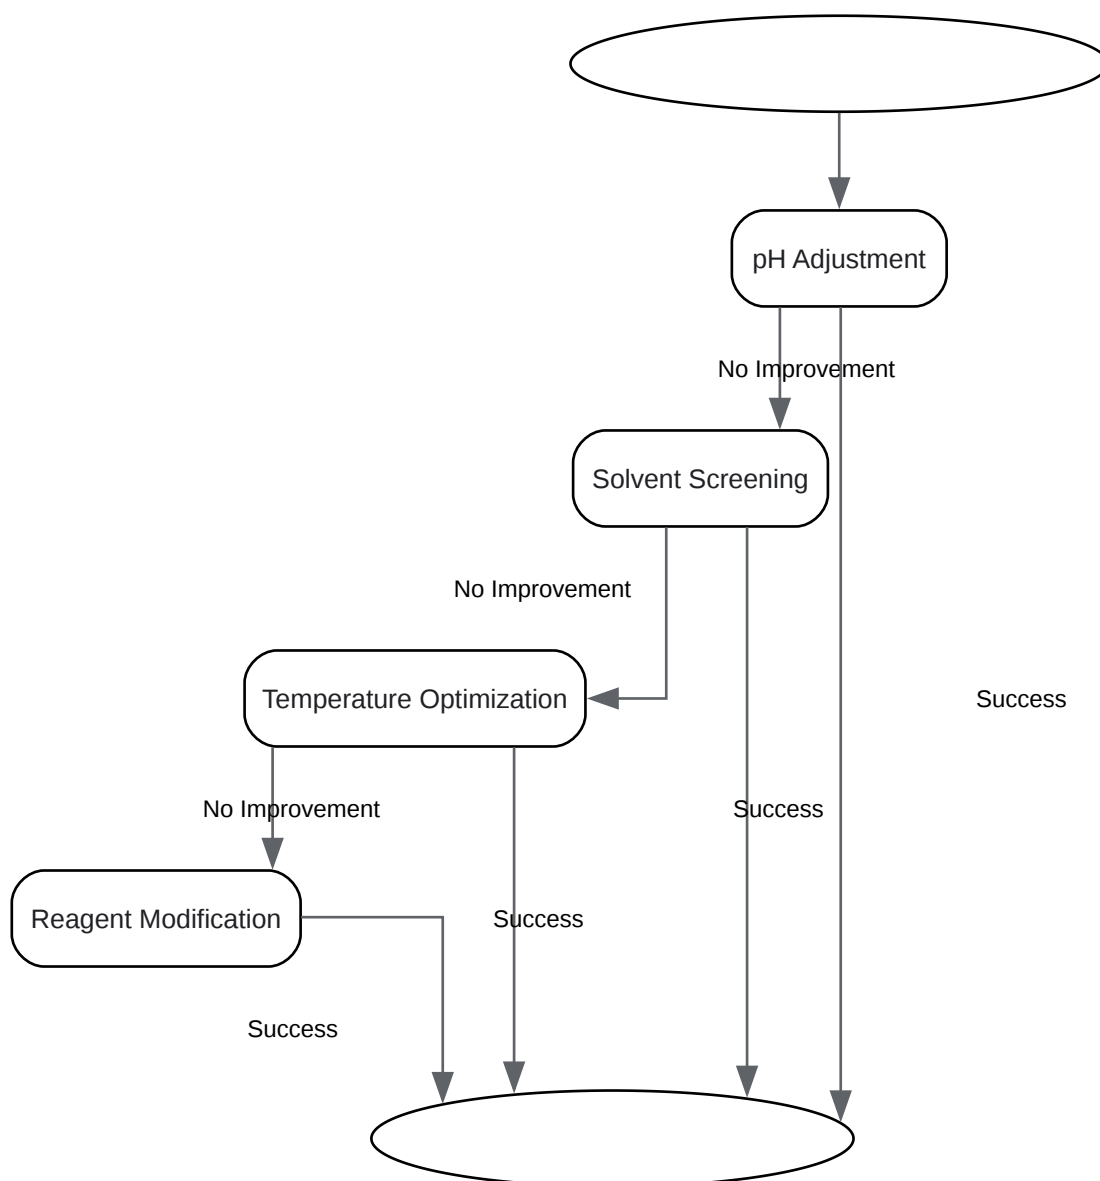 pH Adjustment
No Improvement
Solvent Screening
No Improvement
Temperature Optimization
Success
No Improvement
Success
Reagent Modification
Success
Success